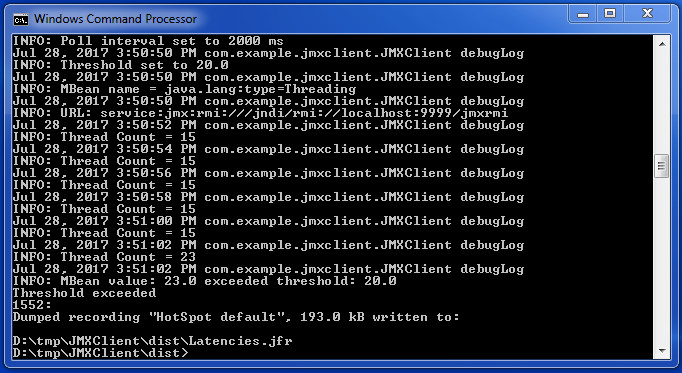 Windows Command Processor
INFO: Poll interval set to 2000 ms
Jul 28, 2017 3:50:50 PM com.example.jmxclient.JMXClient debugLog
INFO: Threshold set to 20.0
Jul 28, 2017 3:50:50 PM com.example.jmxclient.JMXClient debugLog
INFO: MBean name = java.lang:type=Threading
Jul 28, 2017 3:50:50 PM com.example.jmxclient.JMXClient debugLog
INFO: URL: service:jmx:rmi:///jndi/rmi://localhost:9999/jmxrmi
Jul 28, 2017 3:50:52 PM com.example.jmxclient.JMXClient debugLog
INFO: Thread Count = 15
Jul 28, 2017 3:50:54 PM com.example.jmxclient.JMXClient debugLog
INFO: Thread Count = 15
Jul 28, 2017 3:50:56 PM com.example.jmxclient.JMXClient debugLog
INFO: Thread Count = 15
Jul 28, 2017 3:50:58 PM com.example.jmxclient.JMXClient debugLog
INFO: Thread Count = 15
Jul 28, 2017 3:51:00 PM com.example.jmxclient.JMXClient debugLog
INFO: Thread Count = 15
Jul 28, 2017 3:51:02 PM com.example.jmxclient.JMXClient debugLog
INFO: Thread Count = 23
Jul 28, 2017 3:51:02 PM com.example.jmxclient.JMXClient debugLog
INFO: MBean value: 23.0 exceeded threshold: 20.0
Threshold exceeded
1552:
Dumped recording "HotSpot default", 193.0 kB written to:
D:\tmp\JMXClient\dist\Latencies.jfr
D:\tmp\JMXClient\dist>